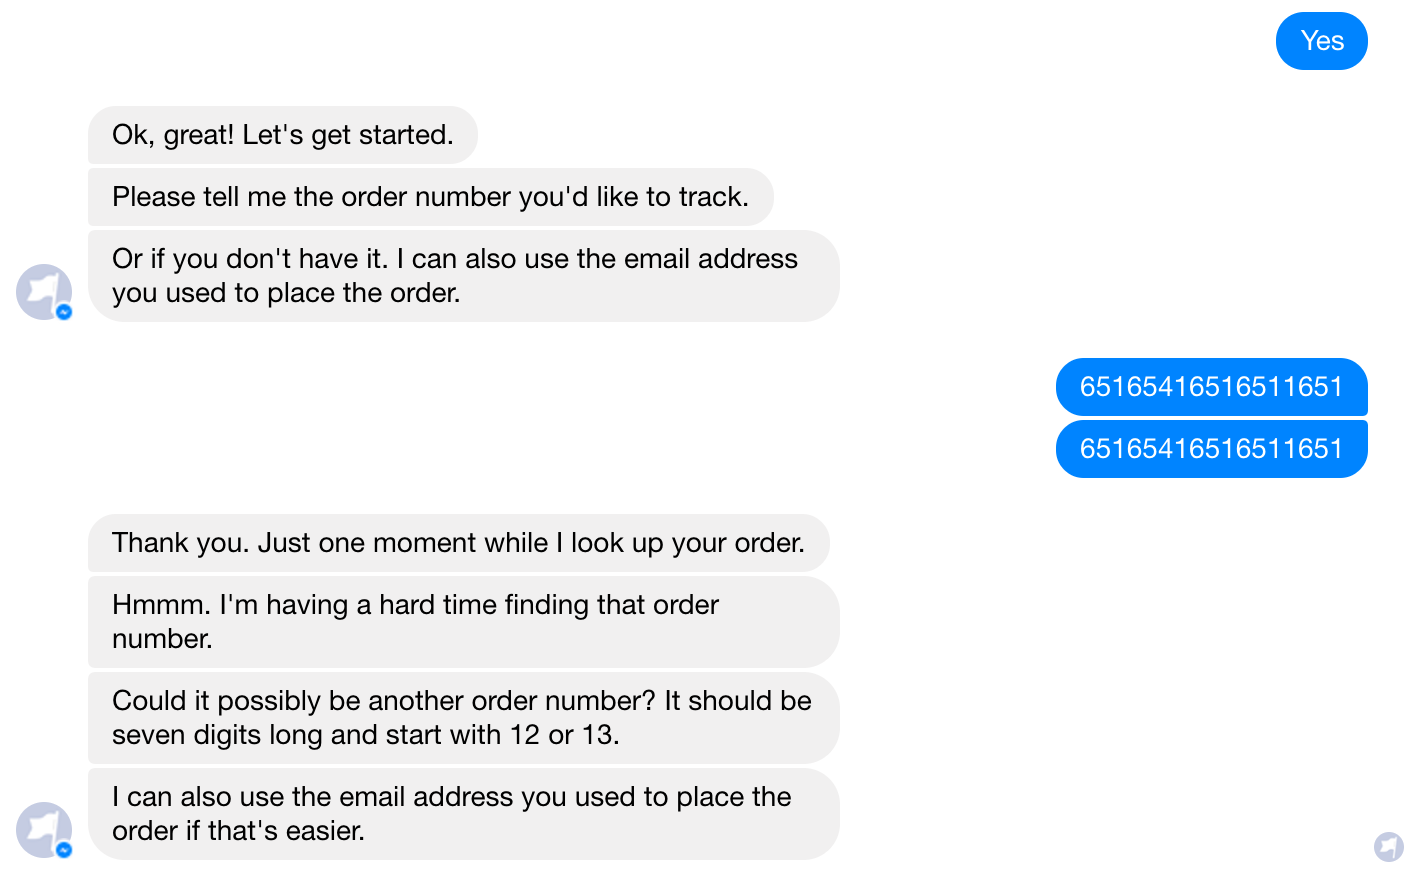 Yes
Ok, great! Let's get started.
Please tell me the order number you'd like to track.
Or if you don't have it. I can also use the email address
you used to place the order.
65165416516511651
65165416516511651
Thank you. Just one moment while I look up your order.
Hmmm. I'm having a hard time finding that order
number.
Could it possibly be another order number? It should be
seven digits long and start with 12 or 13.
I can also use the email address you used to place the
order if that's easier.